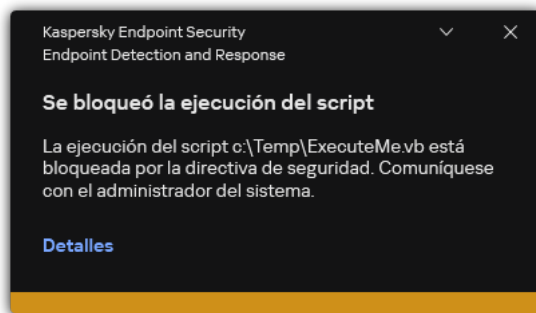 Kaspersky Endpoint Security
Endpoint Detection and Response
Se bloqueó la ejecución del script
La ejecución del script c:\Temp\ExecuteMe.vb está
bloqueada por la directiva de seguridad. Comuníquese
con el administrador del sistema.
Detalles